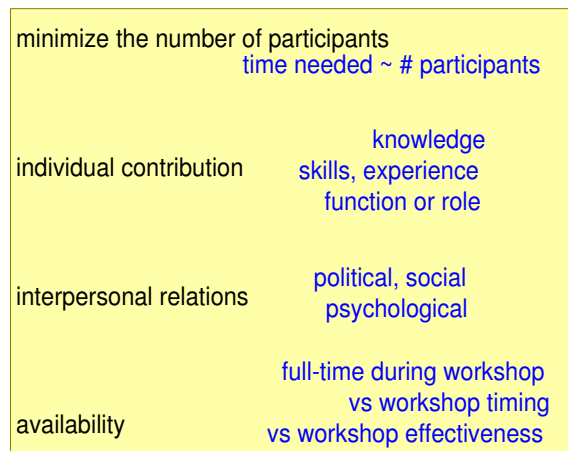 minimize the number of participants
time needed ~ # participants
knowledge
individual contribution skills, experience
function or role
political, social
interpersonal relations psychological
full-time during workshop
vs workshop timing
availability vs workshop effectiveness